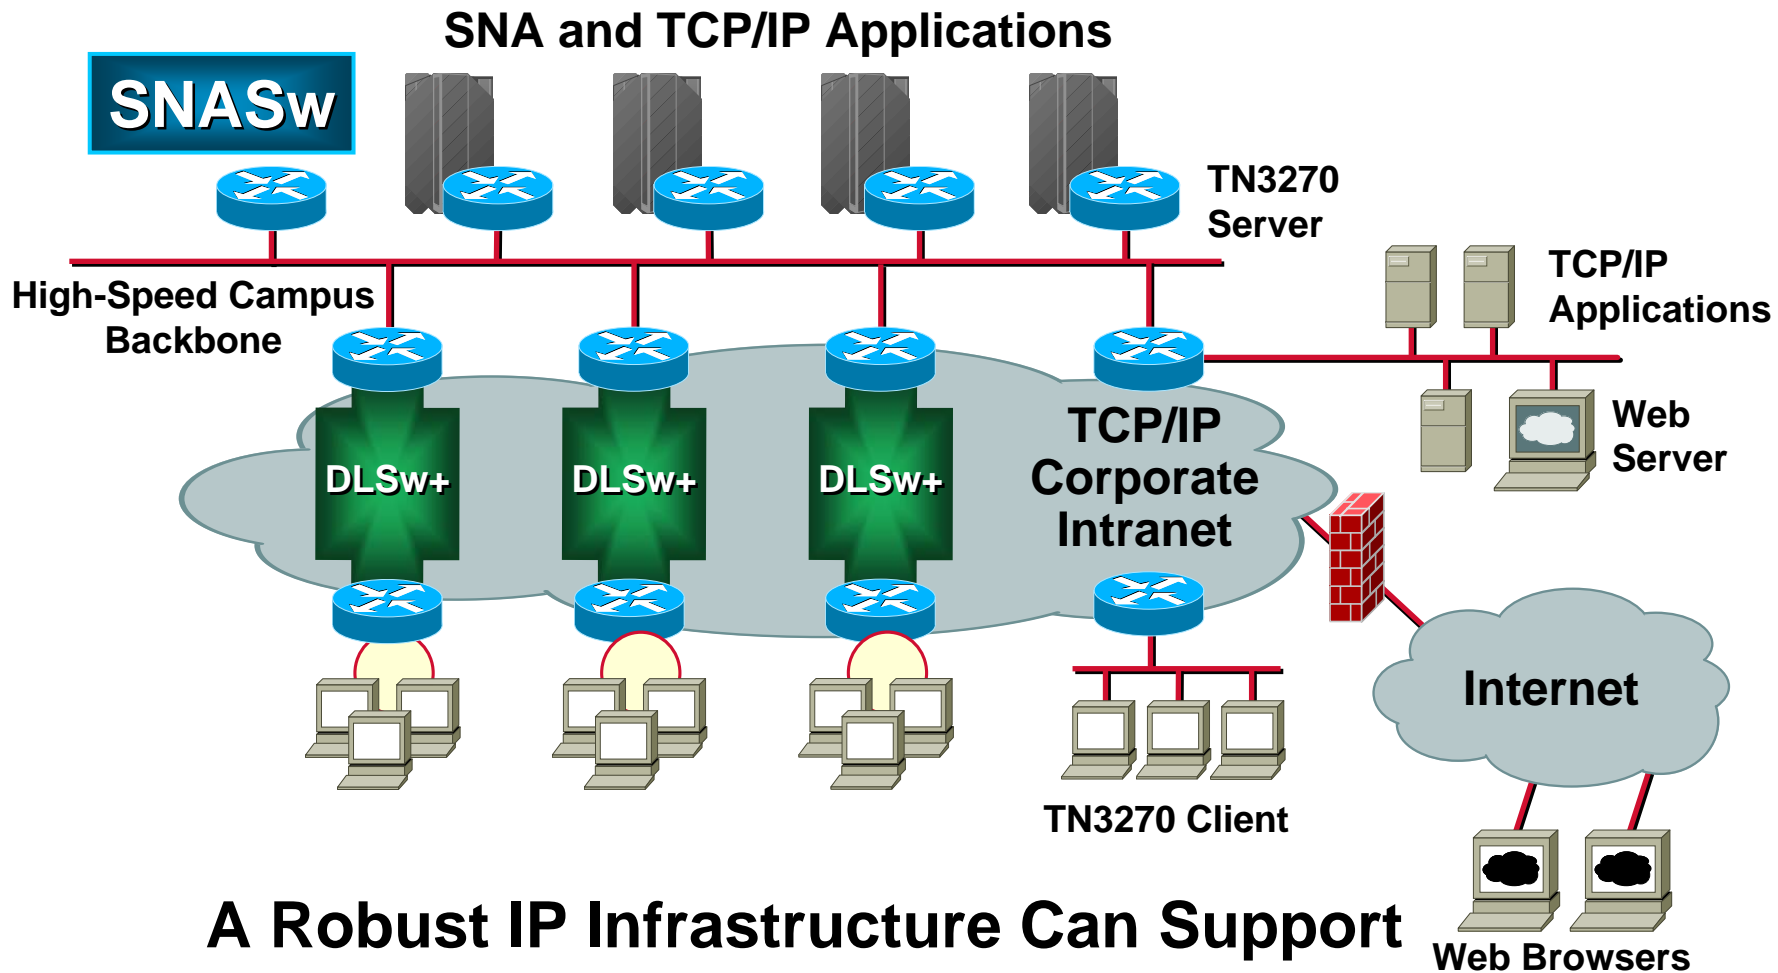 SNA and TCP/IP Applications
SNASw
TN3270
Server
High-Speed Campus
Backbone
TCP/IP
Applications
Web
Server
DLSw+
DLSw+
DLSw+
TCP/IP
Corporate
Intranet
Internet
TN3270 Client
A Robust IP Infrastructure Can Support
Web Browsers